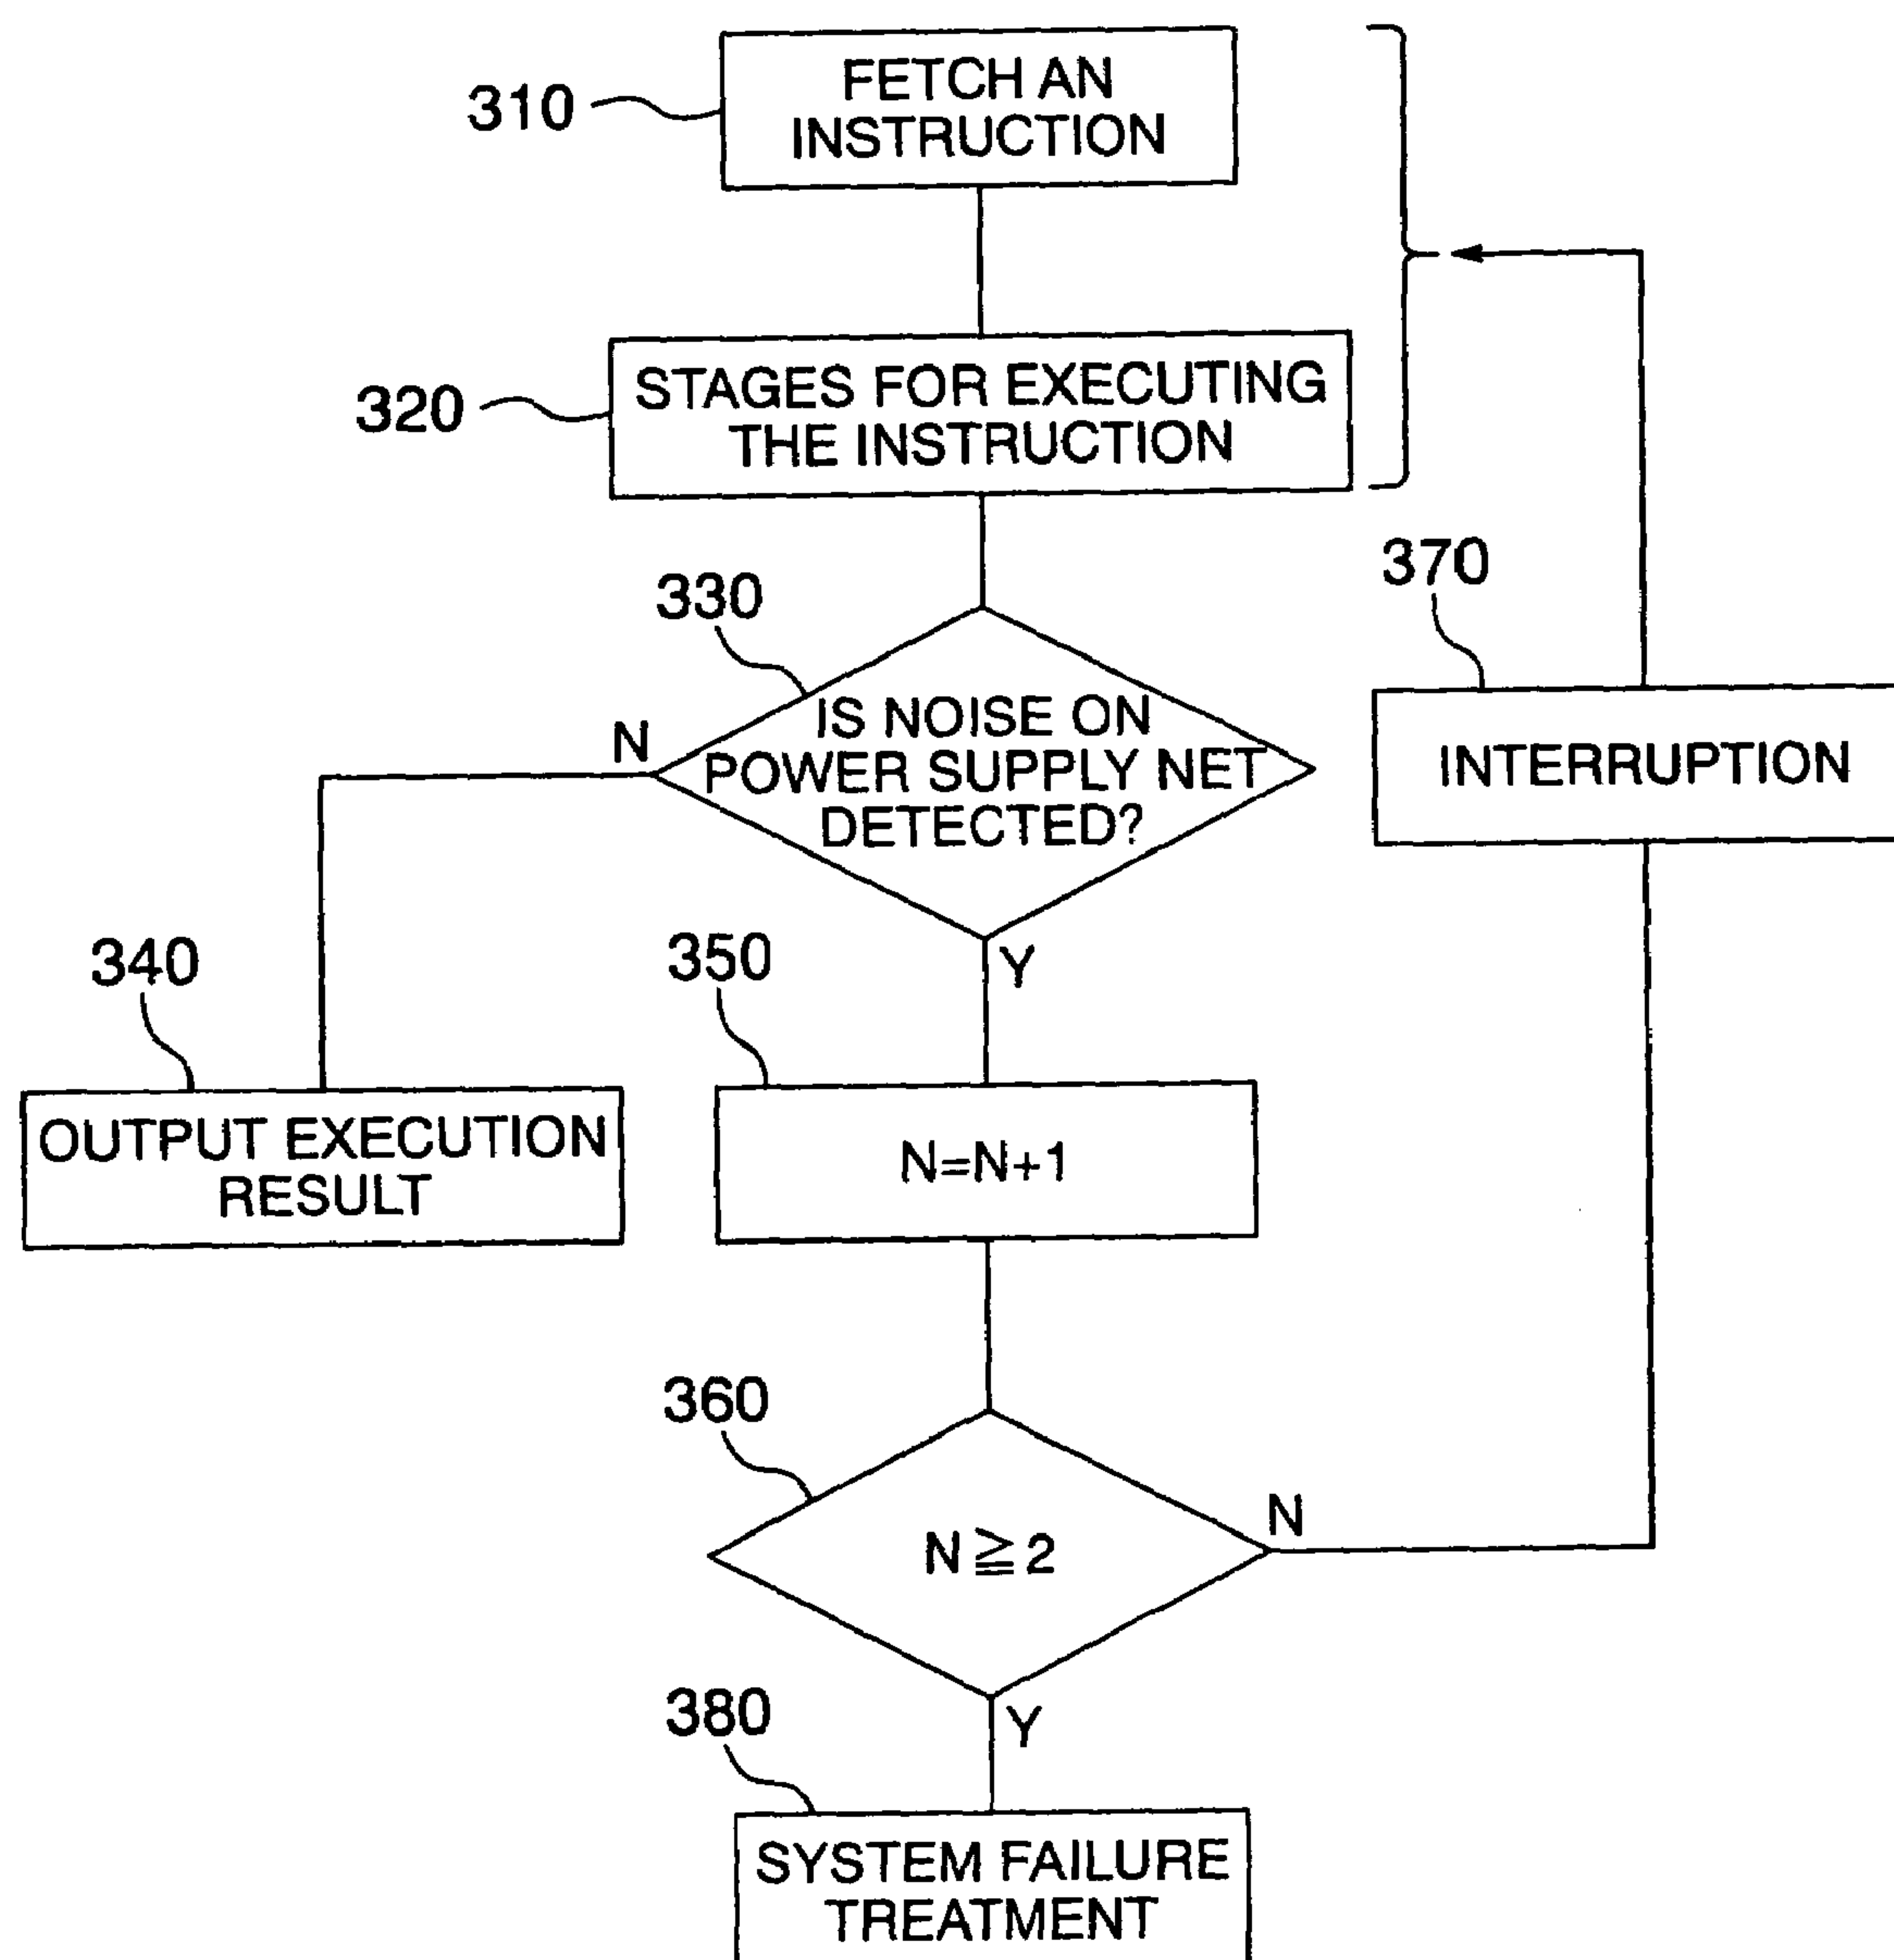 310
FETCH AN
INSTRUCTION
320
STAGES FOR EXECUTING
THE INSTRUCTION
330
370
N
IS NOISE ON
POWER SUPPLY NET
DETECTED?
INTERRUPTION
Y
340
350
OUTPUT EXECUTION
RESULT
N=N+1
360
N≧2
N
Y
380
SYSTEM FAILURE
TREATMENT